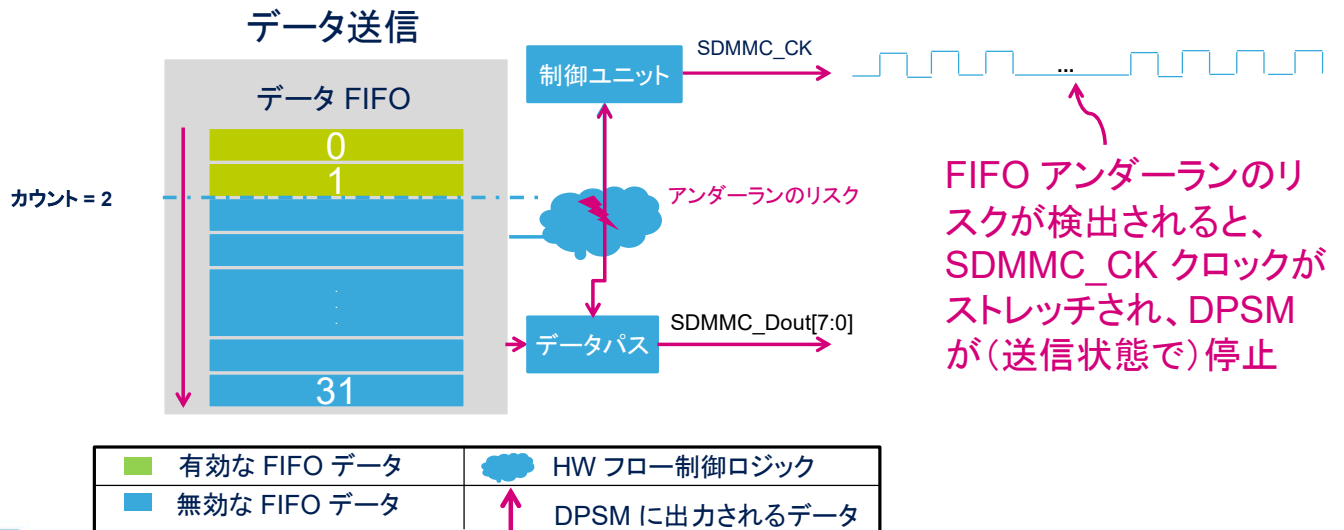 データ送信
データ FIFO
0
1
.
.
.
31
カウント = 2
制御ユニット
SDMMC_CK
...
アンダーランのリスク
データパス
SDMMC_Dout[7:0]
FIFO アンダーランのリ
スクが検出されると、
SDMMC_CK クロックが
ストレッチされ、DPSM
が（送信状態で）停止
有効な FIFO データ
HW フロー制御ロジック
無効な FIFO データ
DPSM に出力されるデータ